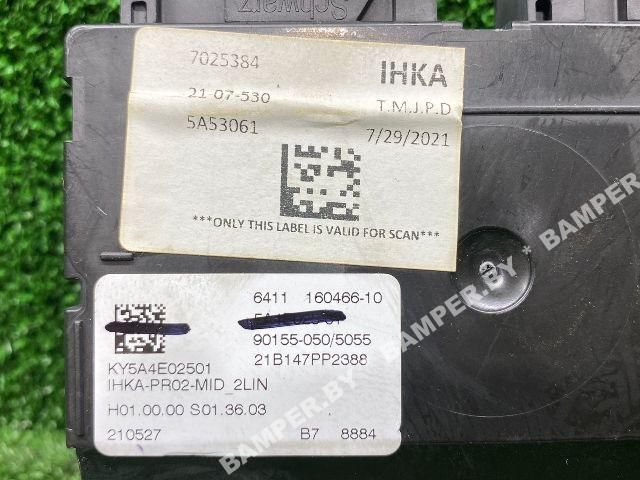 Schwarz
7025384 IHKA
21-07-530 T.M.J.P.D
5A53061 7/29/2021
***ONLY THIS LABEL IS VALID FOR SCAN***
6411 160466-10
90155-050/5055
KY5A4E02501 21B147PP2388
IHKA-PR02-MID_2LIN
H01.00.00 S01.36.03
210527 B7 8884
BAMPER.BY
BAMPER.BY
BAMPER.BY